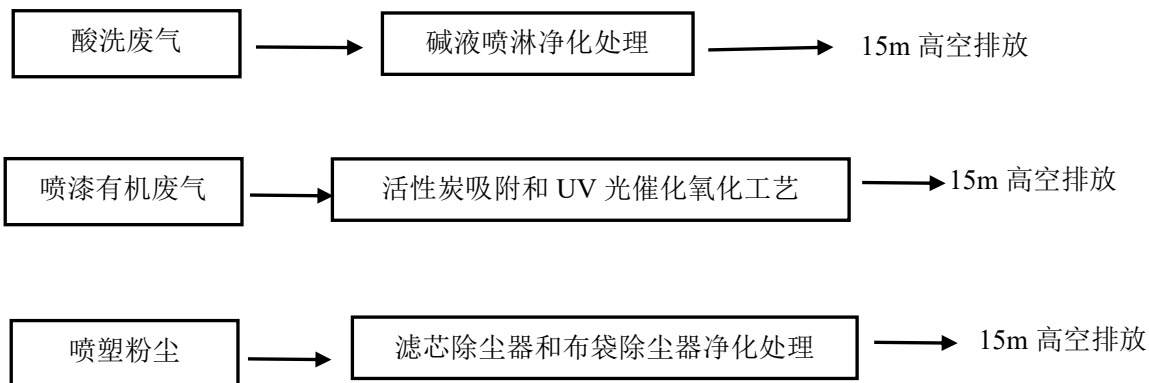 酸洗废气 碱液喷淋净化处理 15m 高空排放
喷漆有机废气 活性炭吸附和 UV 光催化氧化工艺 15m 高空排放
喷塑粉尘 滤芯除尘器和布袋除尘器净化处理 15m 高空排放